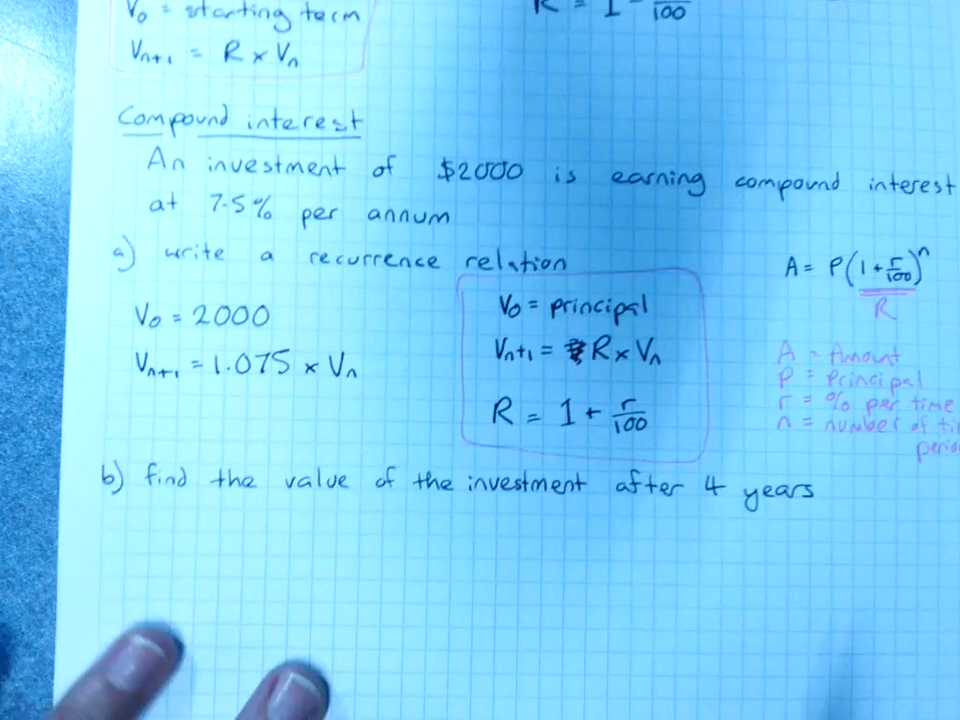 V₀ = starting term
R = 1 - /100
Vₙ₊₁ = R × Vₙ
Compound interest
An investment of $2000 is earning compound interest
at 7.5% per annum
a) write a recurrence relation
A = P(1 + r/100)ⁿ
R
V₀ = 2000
Vₙ₊₁ = 1.075 × Vₙ
V₀ = principal
Vₙ₊₁ = R × Vₙ
R = 1 + r/100
A = Amount
P = Principal
r = % per time
n = number of
b) find the value of the investment after 4 years